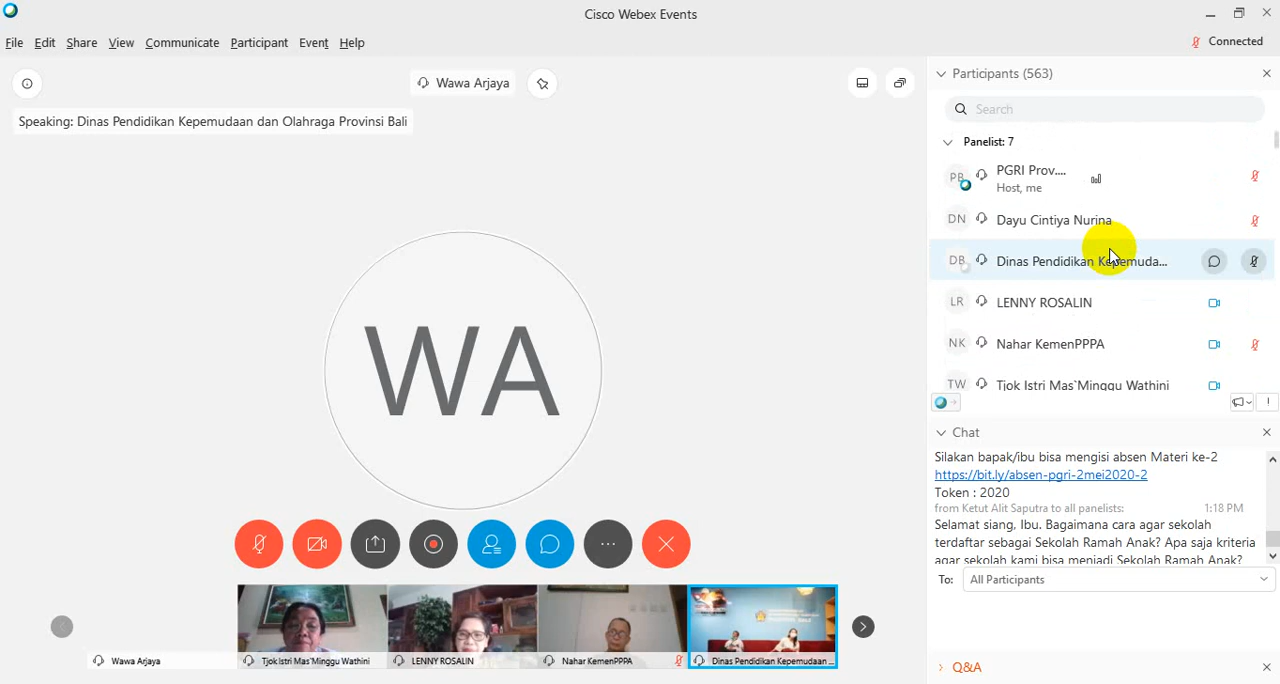 Cisco Webex Events
File Edit Share View Communicate Participant Event Help
Connected
Wawa Arjaya
Speaking: Dinas Pendidikan Kepemudaan dan Olahraga Provinsi Bali
WA
Wawa Arjaya
Tjok Istri Mas`Minggu Wathini
LENNY ROSALIN
Nahar KemenPPPA
Dinas Pendidikan Kepemudaan ...
Participants (563)
Search
Panelist: 7
PB
PGRI Prov....
Host, me
DN
Dayu Cintiya Nurina
DB
Dinas Pendidikan Kepemuda...
LR
LENNY ROSALIN
NK
Nahar KemenPPPA
TW
Tjok Istri Mas`Minggu Wathini
Chat
Silakan bapak/ibu bisa mengisi absen Materi ke-2
https://bit.ly/absen-pgri-2mei2020-2
Token : 2020
from Ketut Alit Saputra to all panelists: 1:18 PM
Selamat siang, Ibu. Bagaimana cara agar sekolah
terdaftar sebagai Sekolah Ramah Anak? Apa saja kriteria
agar sekolah kami bisa menjadi Sekolah Ramah Anak?
To: All Participants
Q&A